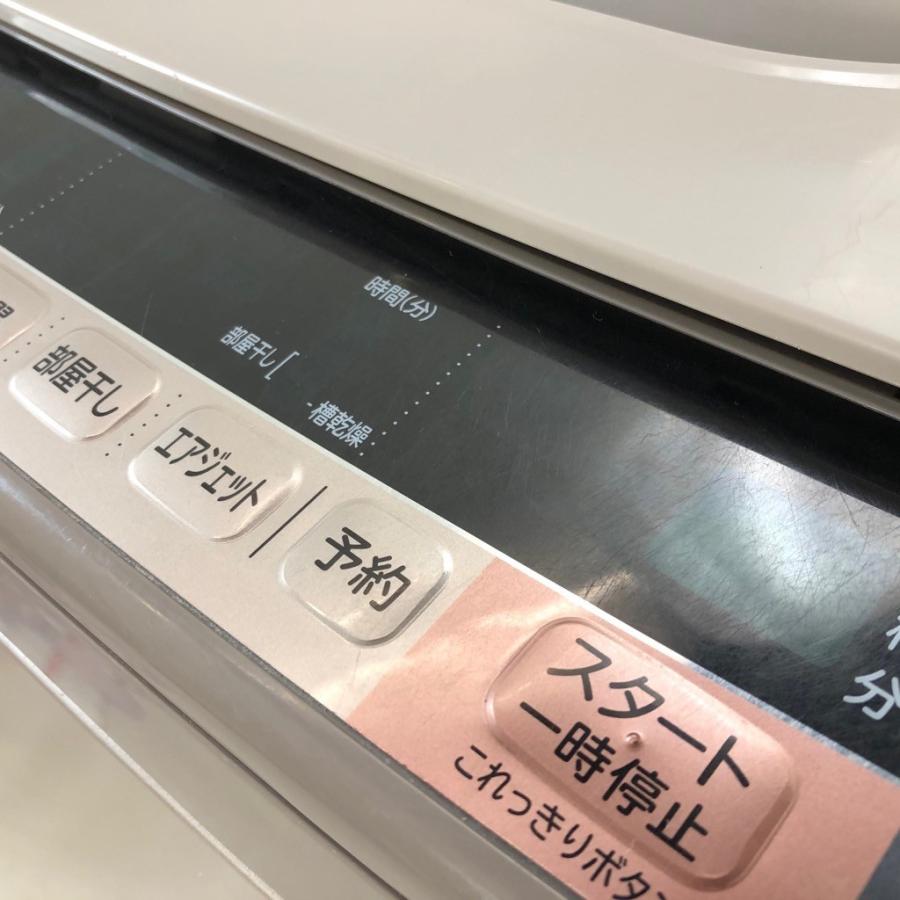 時間(分)
部屋干し[
-槽乾燥
部屋干し
エアジェット
予約
スタート
一時停止
これっきりボタン
分